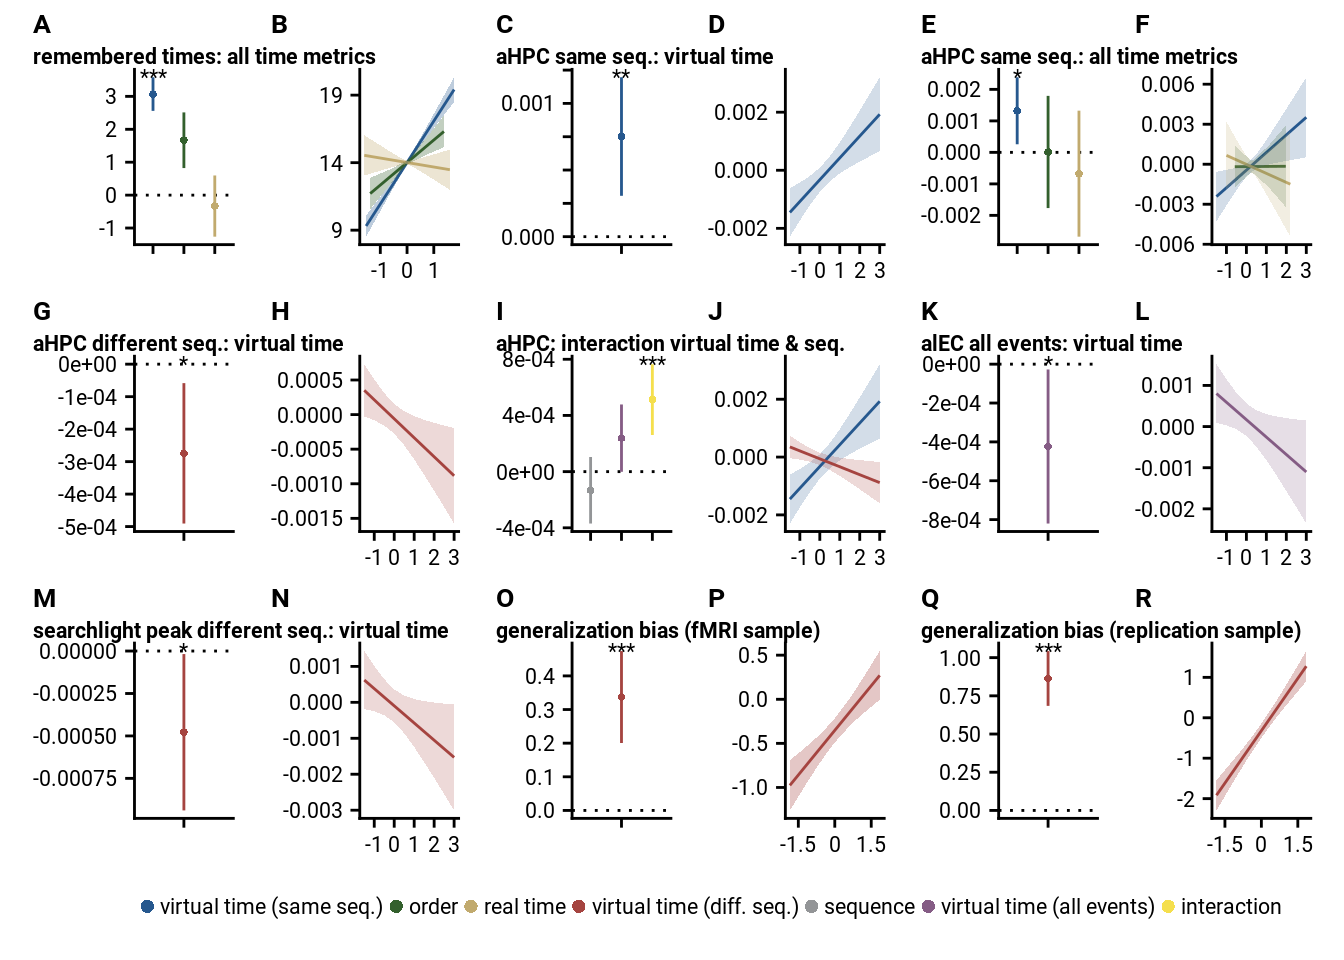 A B C D E F
remembered times: all time metrics
aHPC same seq.: virtual time
aHPC same seq.: all time metrics
***
3
2
1
0
-1
19
14
9
-1 0 1
**
0.001
0.000
0.002
0.000
-0.002
-1 0 1 2 3
*
0.002
0.001
0.000
-0.001
-0.002
0.006
0.003
0.000
-0.003
-0.006
-1 0 1 2 3
G H I J K L
aHPC different seq.: virtual time
aHPC: interaction virtual time & seq.
alEC all events: virtual time
*
0e+00
-1e-04
-2e-04
-3e-04
-4e-04
-5e-04
0.0005
0.0000
-0.0005
-0.0010
-0.0015
-1 0 1 2 3
***
8e-04
4e-04
0e+00
-4e-04
0.002
0.000
-0.002
-1 0 1 2 3
*
0e+00
-2e-04
-4e-04
-6e-04
-8e-04
0.001
0.000
-0.001
-0.002
-1 0 1 2 3
M N O P Q R
searchlight peak different seq.: virtual time
generalization bias (fMRI sample)
generalization bias (replication sample)
*
0.00000
-0.00025
-0.00050
-0.00075
0.001
0.000
-0.001
-0.002
-0.003
-1 0 1 2 3
***
0.4
0.3
0.2
0.1
0.0
0.5
0.0
-0.5
-1.0
-1.5 0 1.5
***
1.00
0.75
0.50
0.25
0.00
1
0
-1
-2
-1.5 0 1.5
virtual time (same seq.) order real time virtual time (diff. seq.) sequence virtual time (all events) interaction